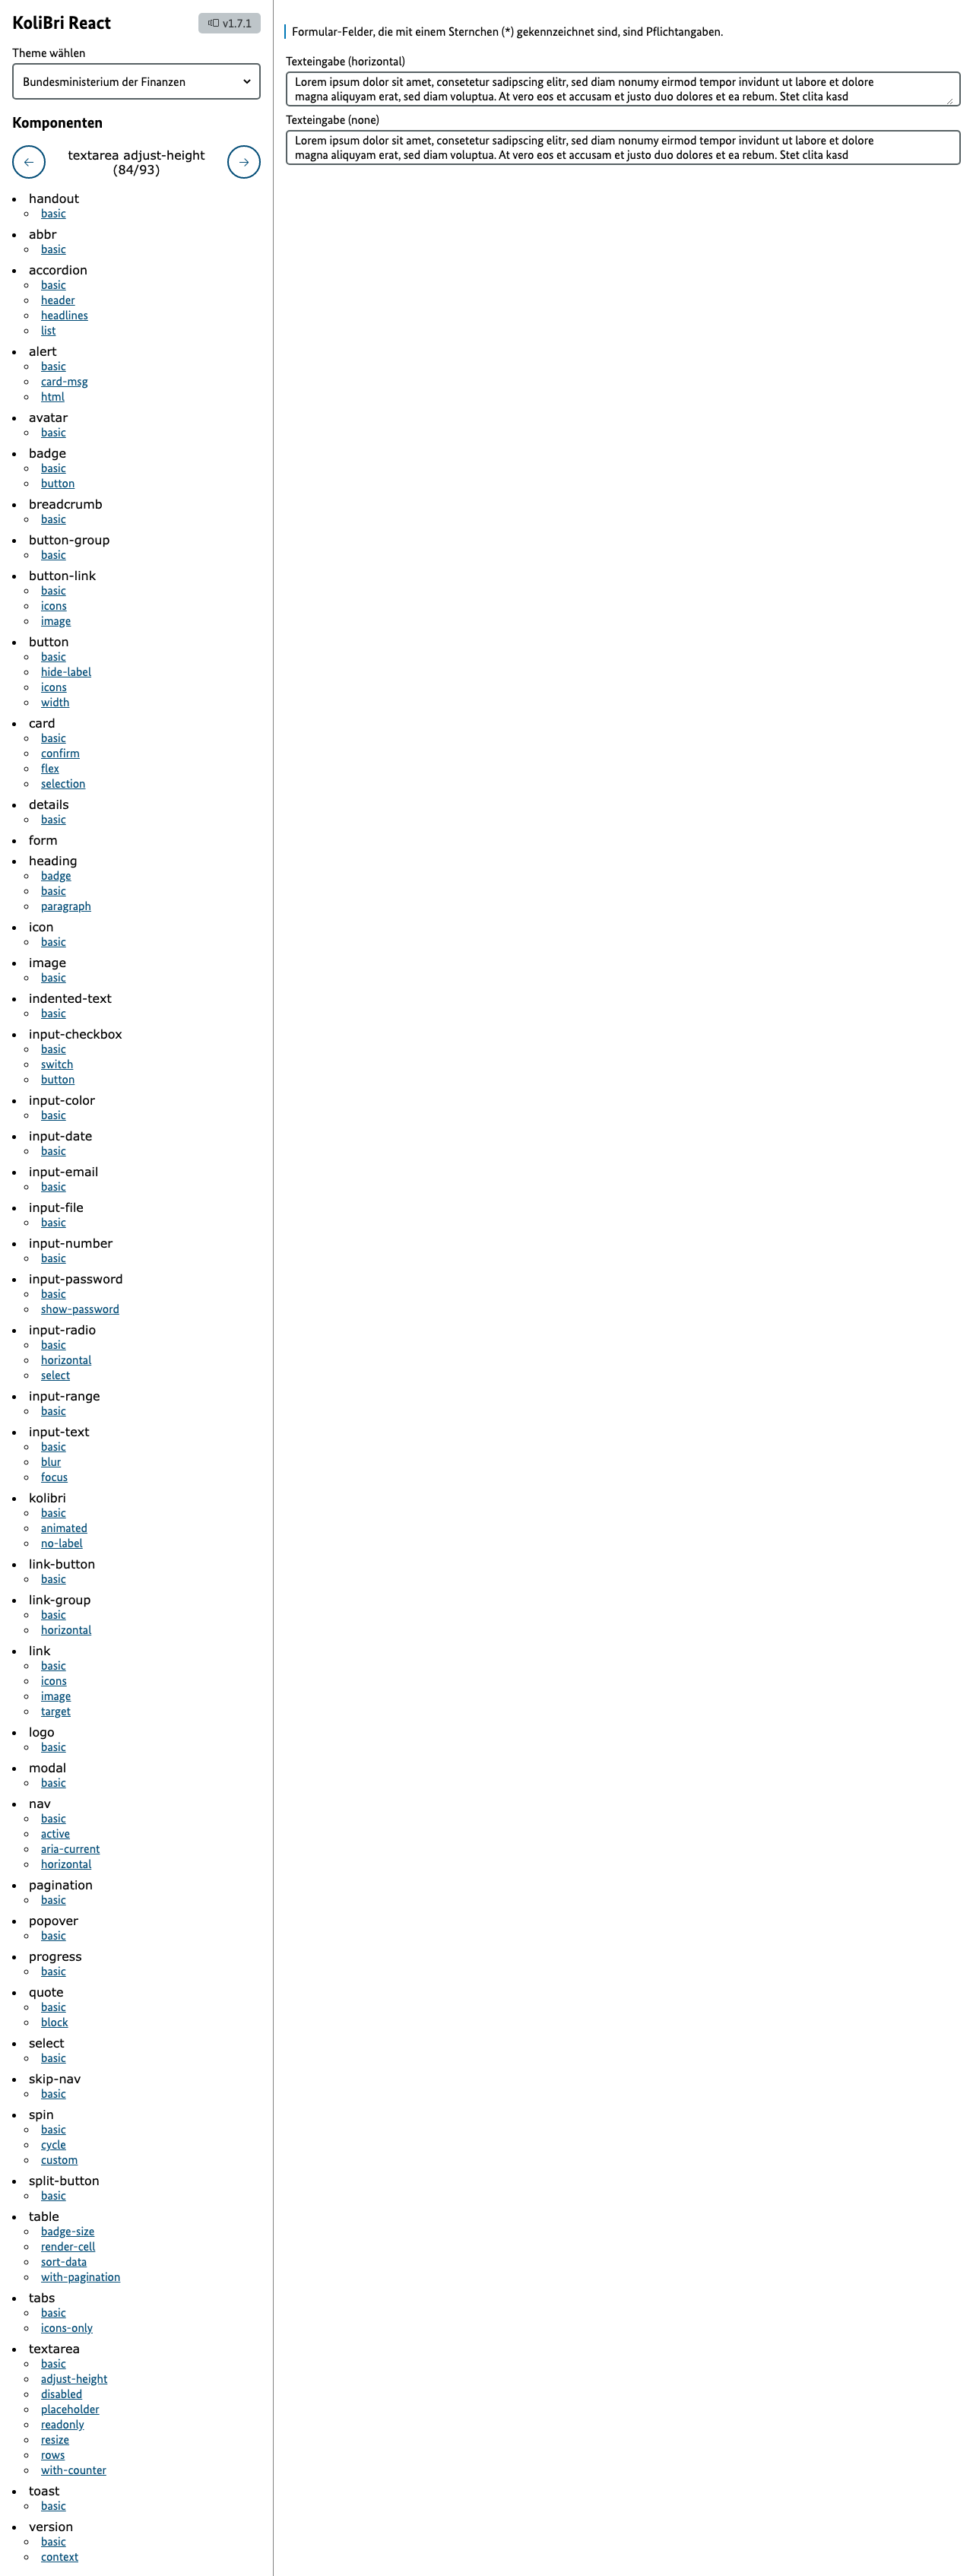 KoliBri React
v1.7.1
Theme wählen
Bundesministerium der Finanzen
Komponenten
textarea adjust-height
(84/93)
handout
basic
abbr
basic
accordion
basic
header
headlines
list
alert
basic
card-msg
html
avatar
basic
badge
basic
button
breadcrumb
basic
button-group
basic
button-link
basic
icons
image
button
basic
hide-label
icons
width
card
basic
confirm
flex
selection
details
basic
form
heading
badge
basic
paragraph
icon
basic
image
basic
indented-text
basic
input-checkbox
basic
switch
button
input-color
basic
input-date
basic
input-email
basic
input-file
basic
input-number
basic
input-password
basic
show-password
input-radio
basic
horizontal
select
input-range
basic
input-text
basic
blur
focus
kolibri
basic
animated
no-label
link-button
basic
link-group
basic
horizontal
link
basic
icons
image
target
logo
basic
modal
basic
nav
basic
active
aria-current
horizontal
pagination
basic
popover
basic
progress
basic
quote
basic
block
select
basic
skip-nav
basic
spin
basic
cycle
custom
split-button
basic
table
badge-size
render-cell
sort-data
with-pagination
tabs
basic
icons-only
textarea
basic
adjust-height
disabled
placeholder
readonly
resize
rows
with-counter
toast
basic
version
basic
context
Formular-Felder, die mit einem Sternchen (*) gekennzeichnet sind, sind Pflichtangaben.
Texteingabe (horizontal)
Lorem ipsum dolor sit amet, consetetur sadipscing elitr, sed diam nonumy eirmod tempor invidunt ut labore et dolore
magna aliquyam erat, sed diam voluptua. At vero eos et accusam et justo duo dolores et ea rebum. Stet clita kasd
Texteingabe (none)
Lorem ipsum dolor sit amet, consetetur sadipscing elitr, sed diam nonumy eirmod tempor invidunt ut labore et dolore
magna aliquyam erat, sed diam voluptua. At vero eos et accusam et justo duo dolores et ea rebum. Stet clita kasd